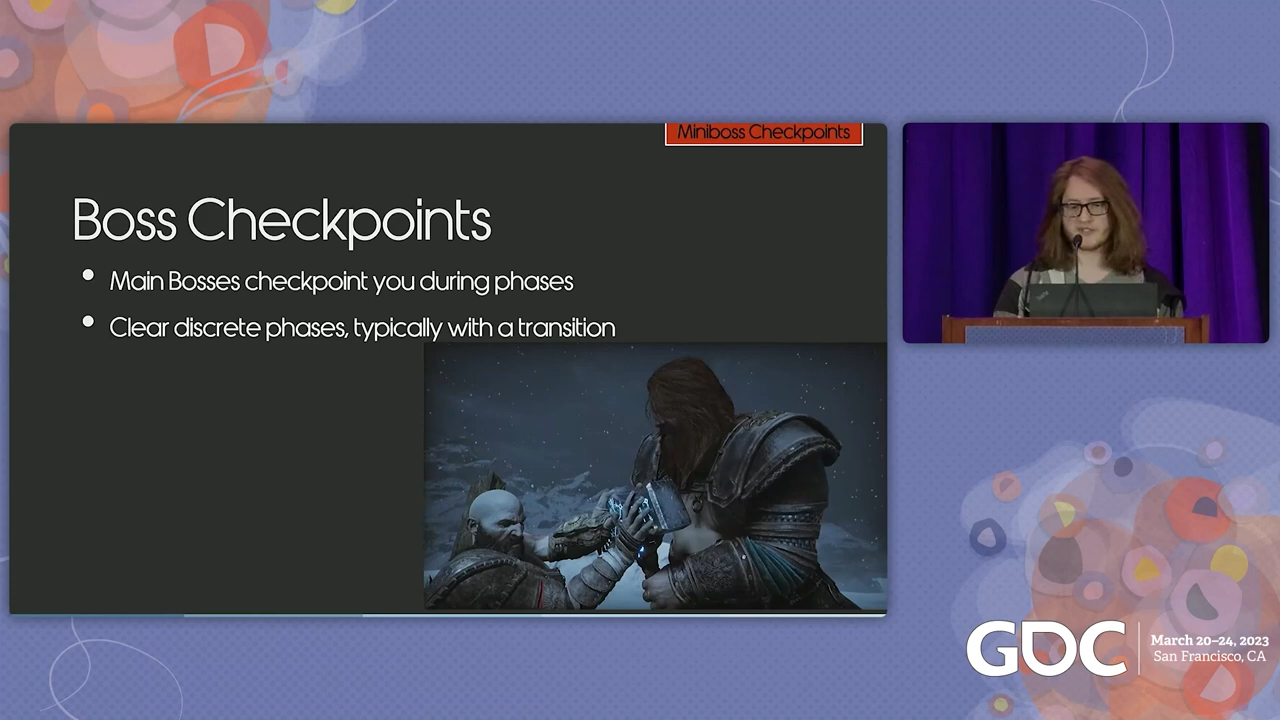 Miniboss Checkpoints
Boss Checkpoints
Main Bosses checkpoint you during phases
Clear discrete phases, typically with a transition
GDC
March 20–24, 2023
San Francisco, CA